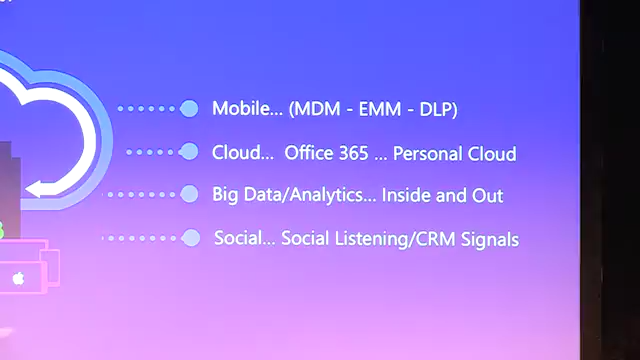 Mobile... (MDM - EMM - DLP)
Cloud... Office 365 ... Personal Cloud
Big Data/Analytics... Inside and Out
Social... Social Listening/CRM Signals